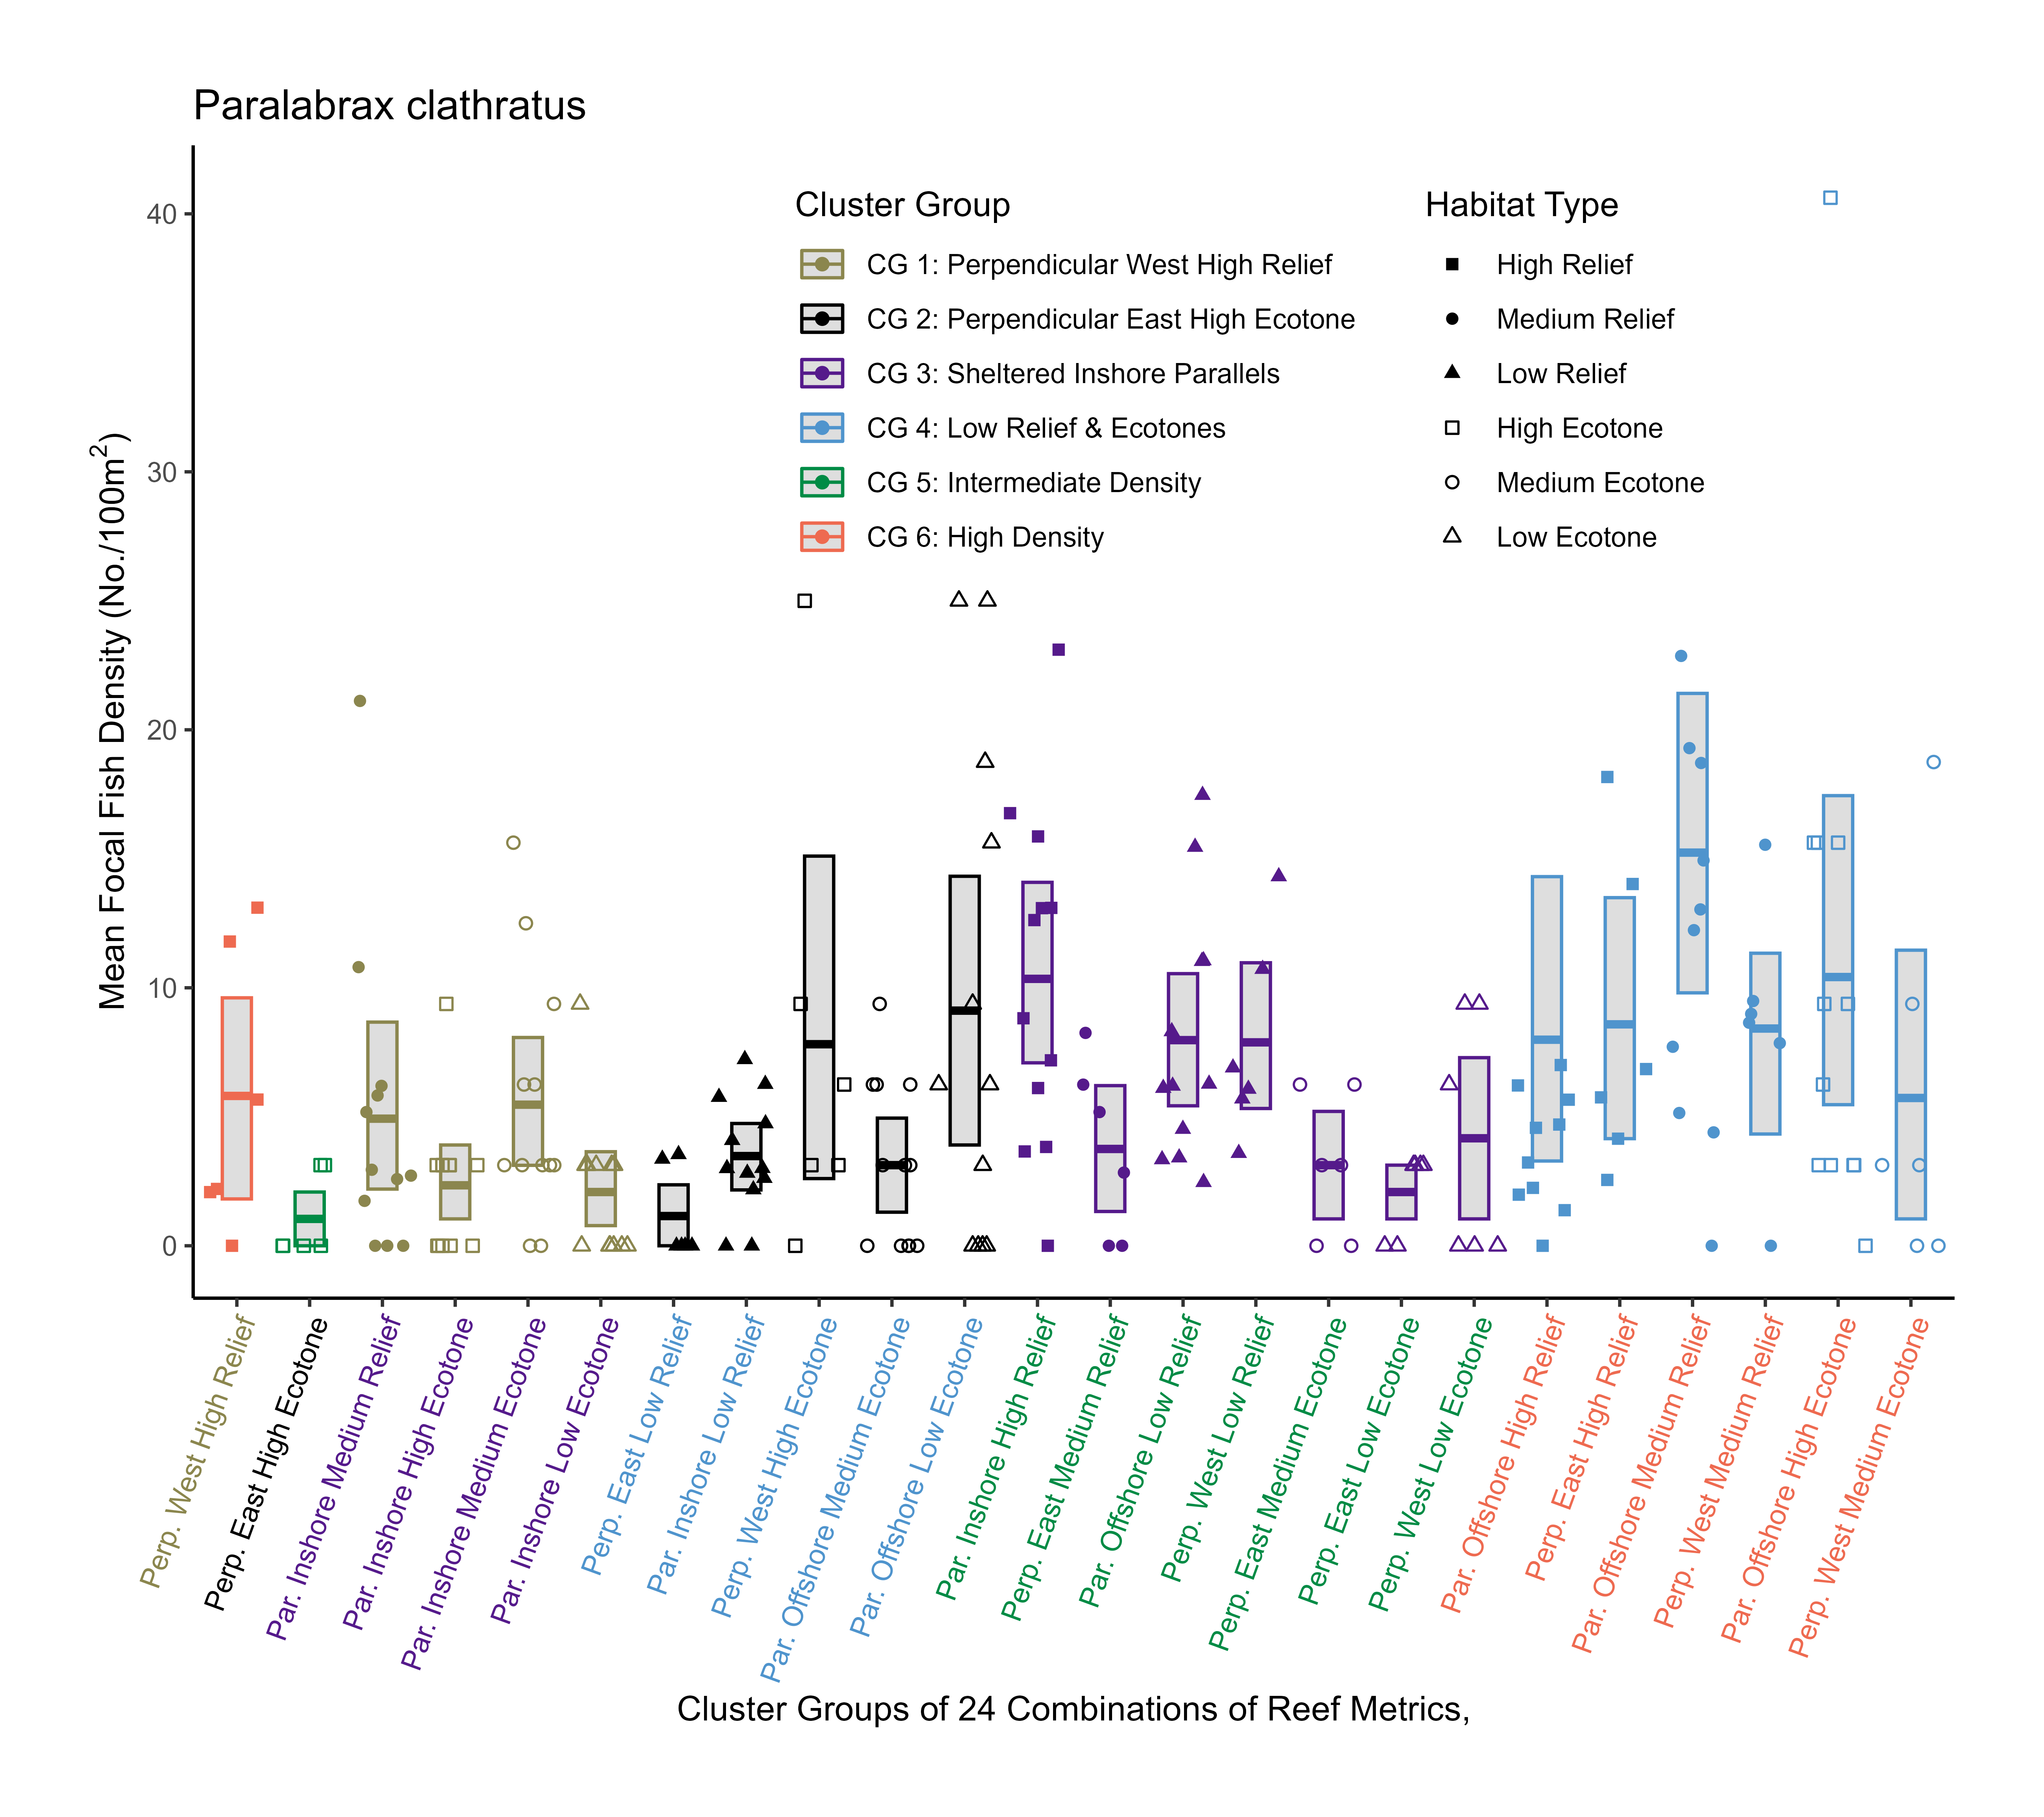 Paralabrax clathratus
Mean Focal Fish Density (No./100m²)
40
30
20
10
0
Cluster Group
CG 1: Perpendicular West High Relief
CG 2: Perpendicular East High Ecotone
CG 3: Sheltered Inshore Parallels
CG 4: Low Relief & Ecotones
CG 5: Intermediate Density
CG 6: High Density
Habitat Type
High Relief
Medium Relief
Low Relief
High Ecotone
Medium Ecotone
Low Ecotone
Perp. West High Relief
Perp. East High Ecotone
Par. Inshore Medium Relief
Par. Inshore High Ecotone
Par. Inshore Medium Ecotone
Par. Inshore Low Ecotone
Perp. East Low Relief
Par. Inshore Low Relief
Perp. West High Ecotone
Par. Offshore Medium Ecotone
Par. Offshore Low Ecotone
Par. Inshore High Relief
Perp. East Medium Relief
Par. Offshore Low Relief
Perp. West Low Relief
Perp. East Medium Ecotone
Perp. East Low Ecotone
Perp. West Low Ecotone
Par. Offshore High Relief
Perp. East High Relief
Par. Offshore Medium Relief
Perp. West Medium Relief
Par. Offshore High Ecotone
Perp. West Medium Ecotone
Cluster Groups of 24 Combinations of Reef Metrics,